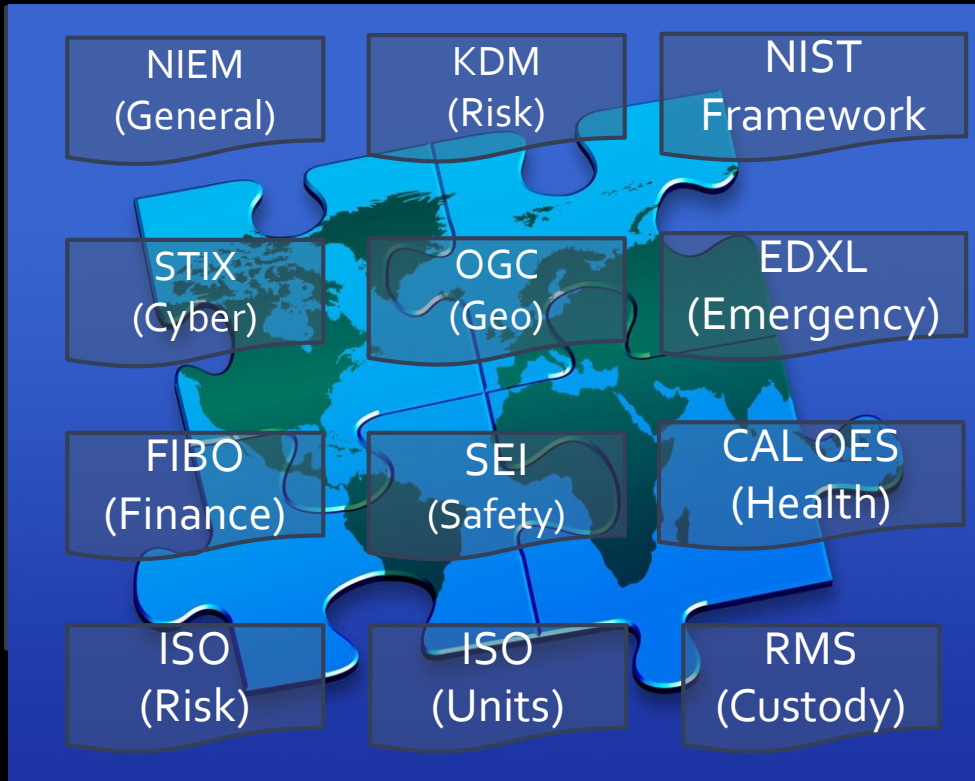 NIEM
(General)
KDM
(Risk)
NIST
Framework
STIX
(Cyber)
OGC
(Geo)
EDXL
(Emergency)
FIBO
(Finance)
SEI
(Safety)
CAL OES
(Health)
ISO
(Risk)
ISO
(Units)
RMS
(Custody)